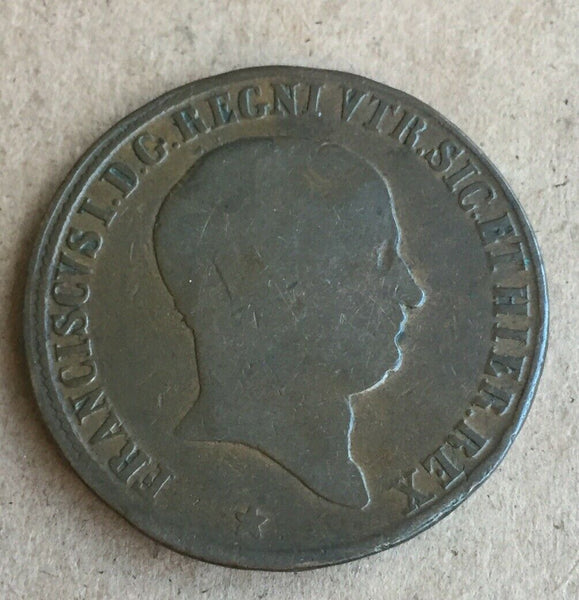 FRANCISCVS I. D. G. REGNI VTR. SIC. ET HIER. REX